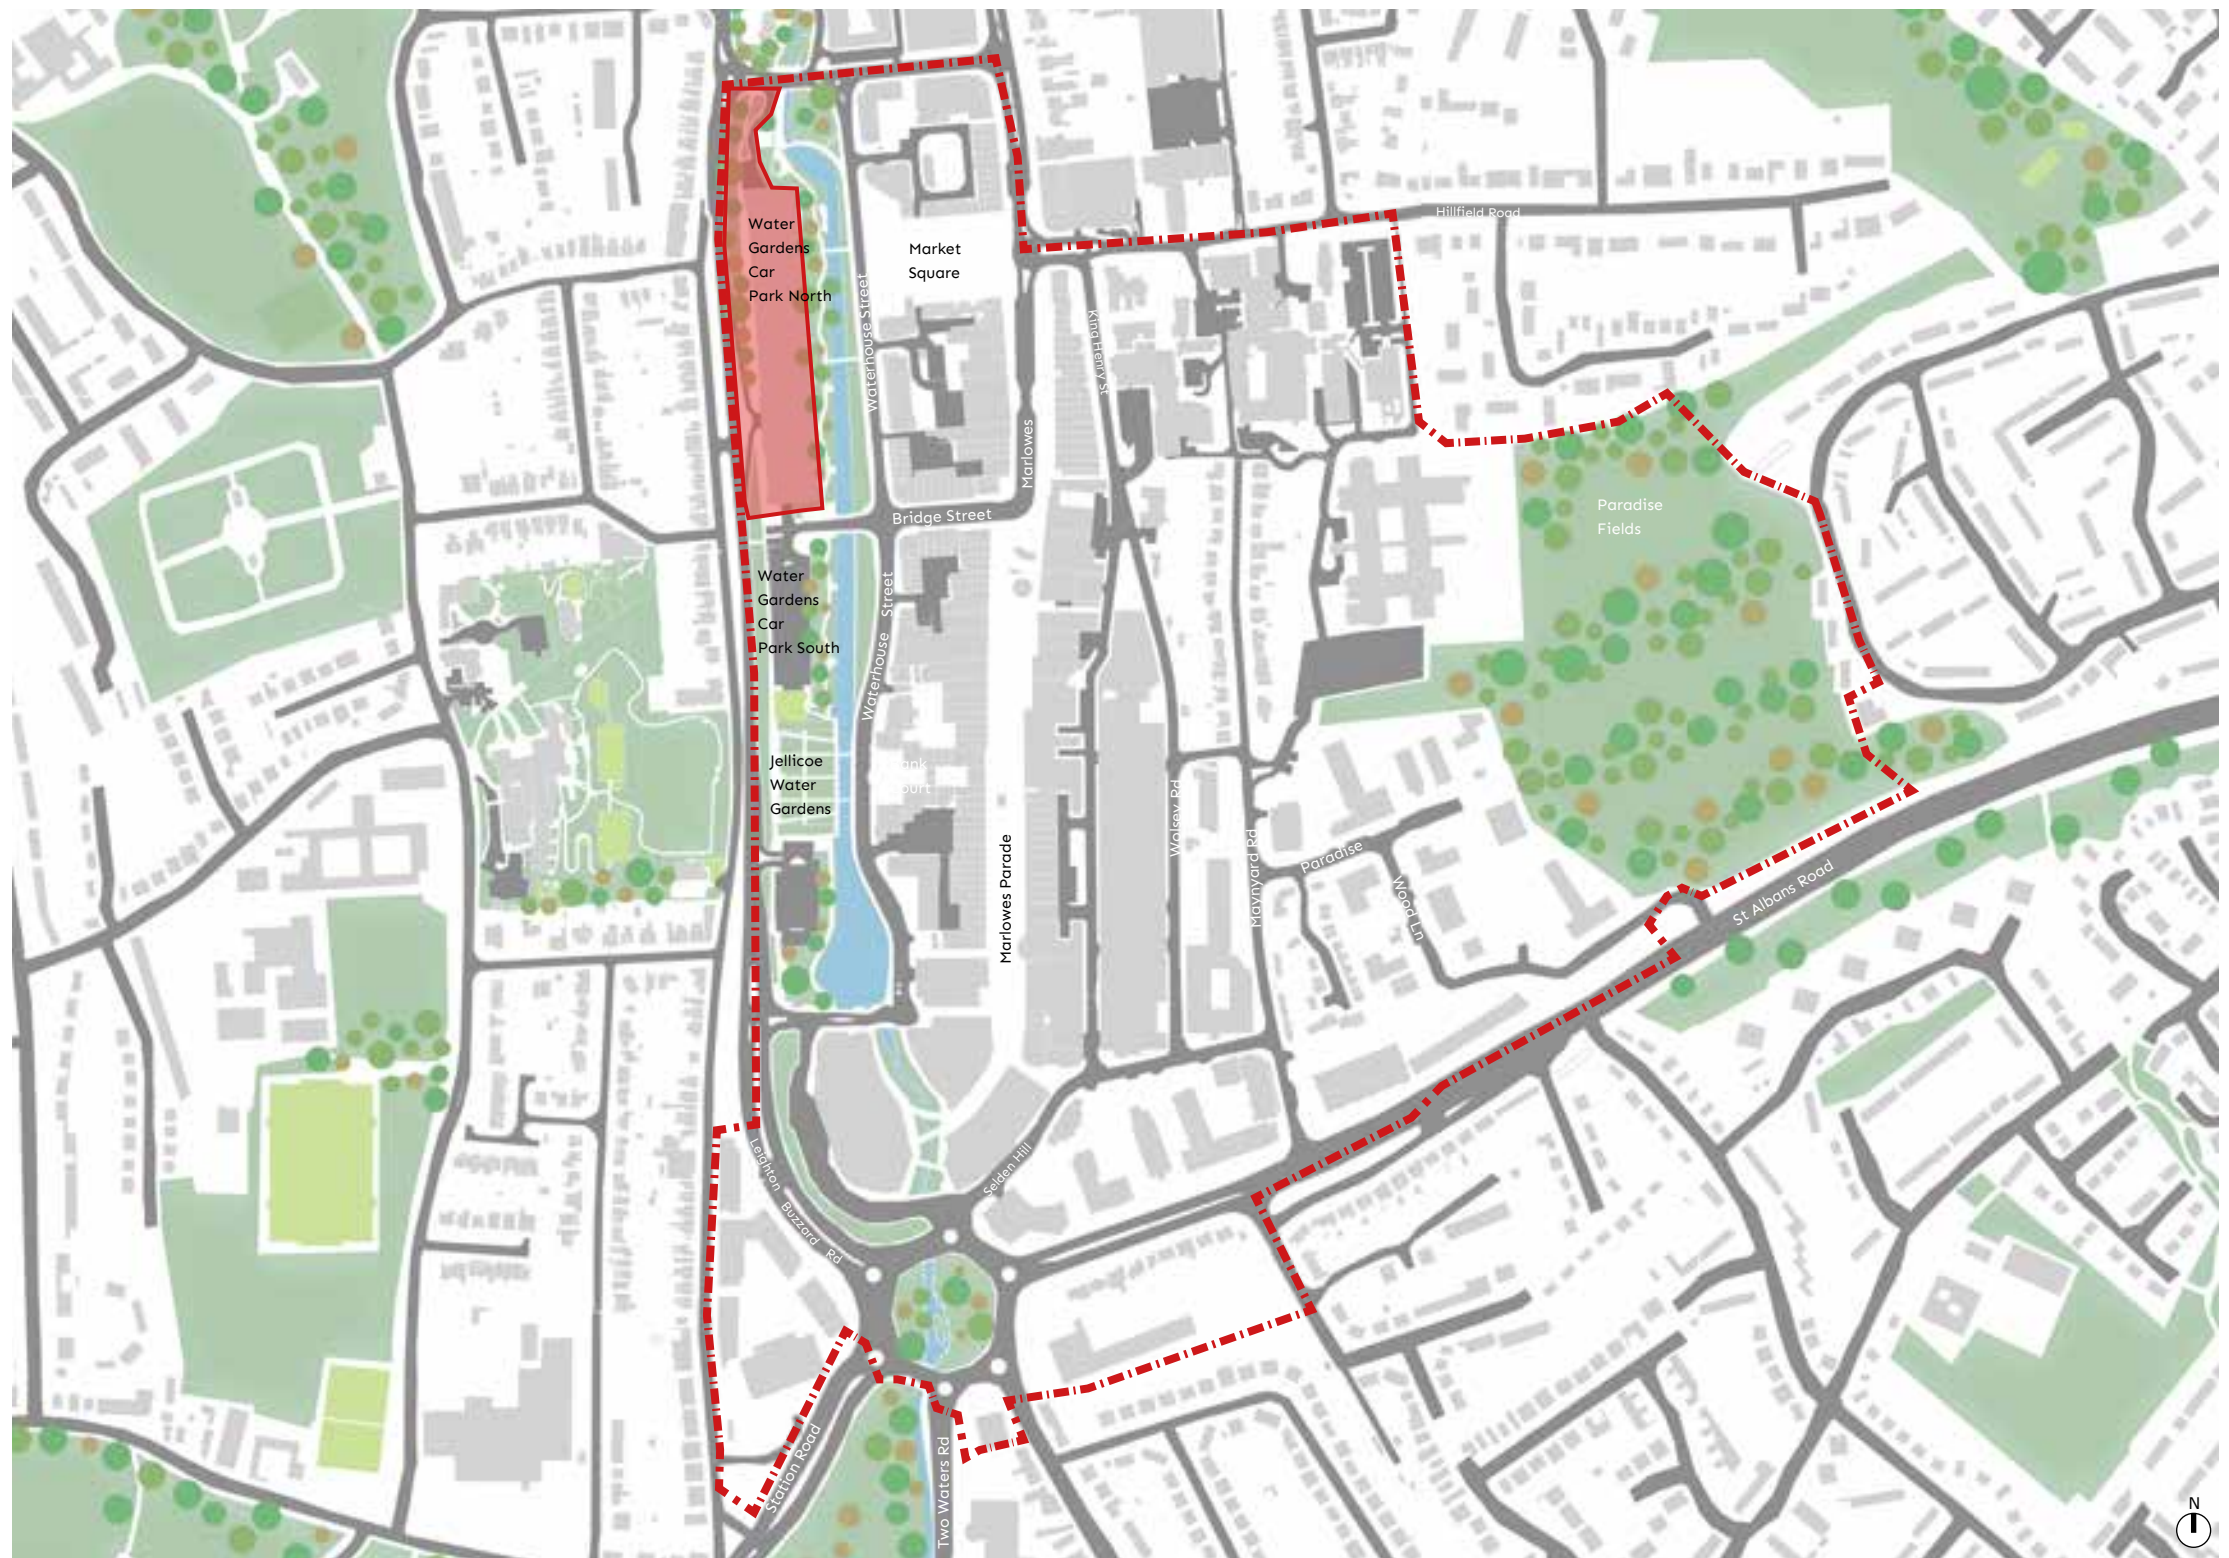 Hillfield Road
Water
Gardens
Car
Park North
Market
Square
Waterhouse Street
King Henry St
Marlowes
Bridge Street
Paradise
Fields
Water
Gardens
Car
Park South
Waterhouse Street
Jellicoe
Water
Gardens
Marlowes Parade
Wolsey Rd
Maynyard Rd
Paradise
Wood Ln
St Albans Road
Leighton Buzzard Rd
Selden Hill
Station Road
Two Waters Rd
N